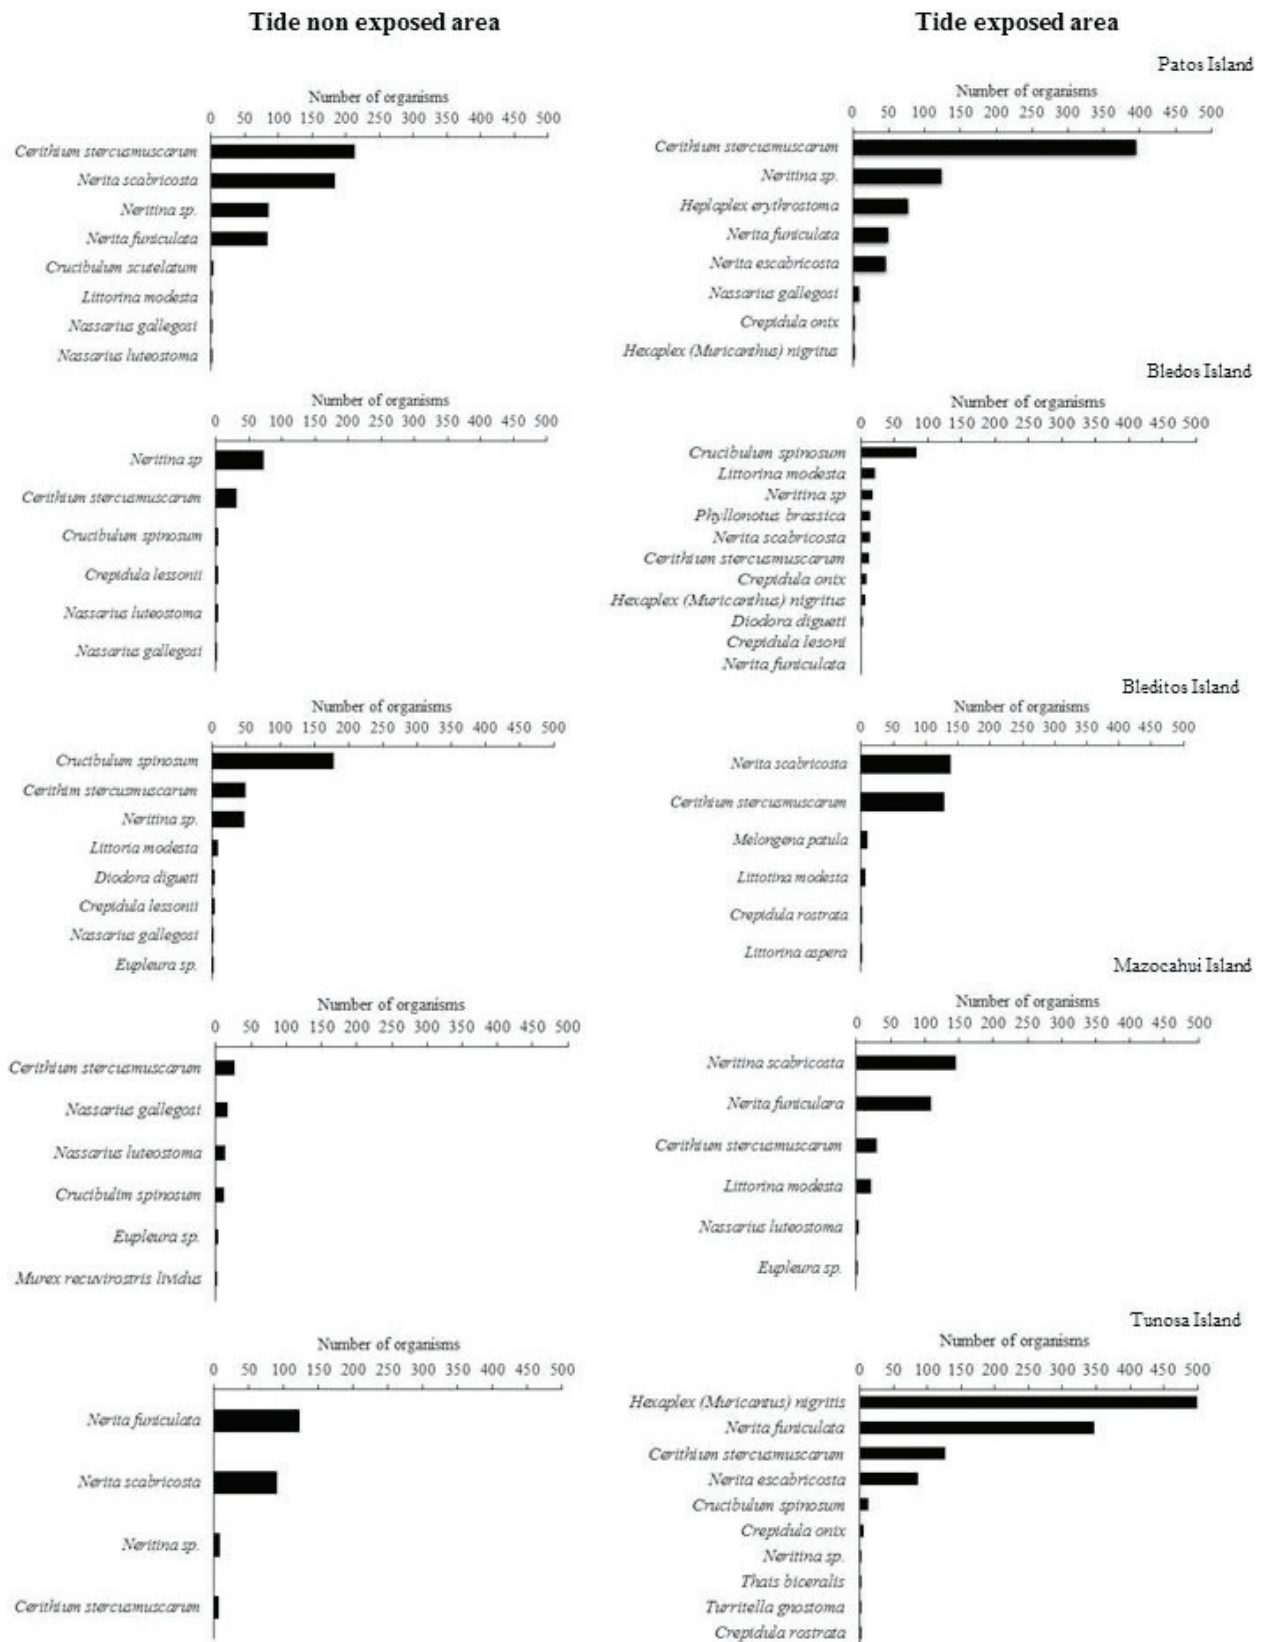 Tide non exposed area
Tide exposed area
Patos Island
Number of organisms
0 50 100 150 200 250 300 350 400 450 500
Cerithium stercusmuscarum
Nerita scabricosta
Neritina sp.
Nerita funiculata
Crucibulum scutelatum
Littorina modesta
Nassarius gallegosi
Nassarius luteostoma
Number of organisms
0 50 100 150 200 250 300 350 400 450 500
Cerithium stercusmuscarum
Neritina sp.
Heplaplex erythrostoma
Nerita funiculata
Nerita escabricosta
Nassarius gallegosi
Crepidula onix
Hexaplex (Muricanthus) nigritus
Bledos Island
Number of organisms
0 50 100 150 200 250 300 350 400 450 500
Neritina sp
Cerithium stercusmuscarum
Crucibulum spinosum
Crepidula lessonii
Nassarius luteostoma
Nassarius gallegosi
Number of organisms
0 50 100 150 200 250 300 350 400 450 500
Crucibulum spinosum
Littorina modesta
Neritina sp
Phyllonotus brassica
Nerita scabricosta
Cerithium stercusmuscarum
Crepidula onix
Hexaplex (Muricanthus) nigritus
Diodora digueti
Crepidula lesoni
Nerita funiculata
Bleditos Island
Number of organisms
0 50 100 150 200 250 300 350 400 450 500
Crucibulum spinosum
Cerithim stercusmuscarum
Neritina sp.
Littoria modesta
Diodora digueti
Crepidula lessonii
Nassarius gallegosi
Eupleura sp.
Number of organisms
0 50 100 150 200 250 300 350 400 450 500
Nerita scabricosta
Cerithium stercusmuscarum
Melongena patula
Littotina modesta
Crepidula rostrata
Littorina aspera
Mazocahui Island
Number of organisms
0 50 100 150 200 250 300 350 400 450 500
Cerithium stercusmuscarum
Nassarius gallegosi
Nassarius luteostoma
Crucibulim spinosum
Eupleura sp.
Murex recuvirostris lividus
Number of organisms
0 50 100 150 200 250 300 350 400 450 500
Neritina scabricosta
Nerita funiculara
Cerithium stercusmuscarum
Littorina modesta
Nassarius luteostoma
Eupleura sp.
Tunosa Island
Number of organisms
0 50 100 150 200 250 300 350 400 450 500
Nerita funiculata
Nerita scabricosta
Neritina sp.
Cerithium stercusmuscarum
Number of organisms
0 50 100 150 200 250 300 350 400 450 500
Hexaplex (Muricantus) nigritis
Nerita funiculata
Cerithium stercusmuscarum
Nerita escabricosta
Crucibulum spinosum
Crepidula onix
Neritina sp.
Thais biceralis
Turritella gnostoma
Crepidula rostrata